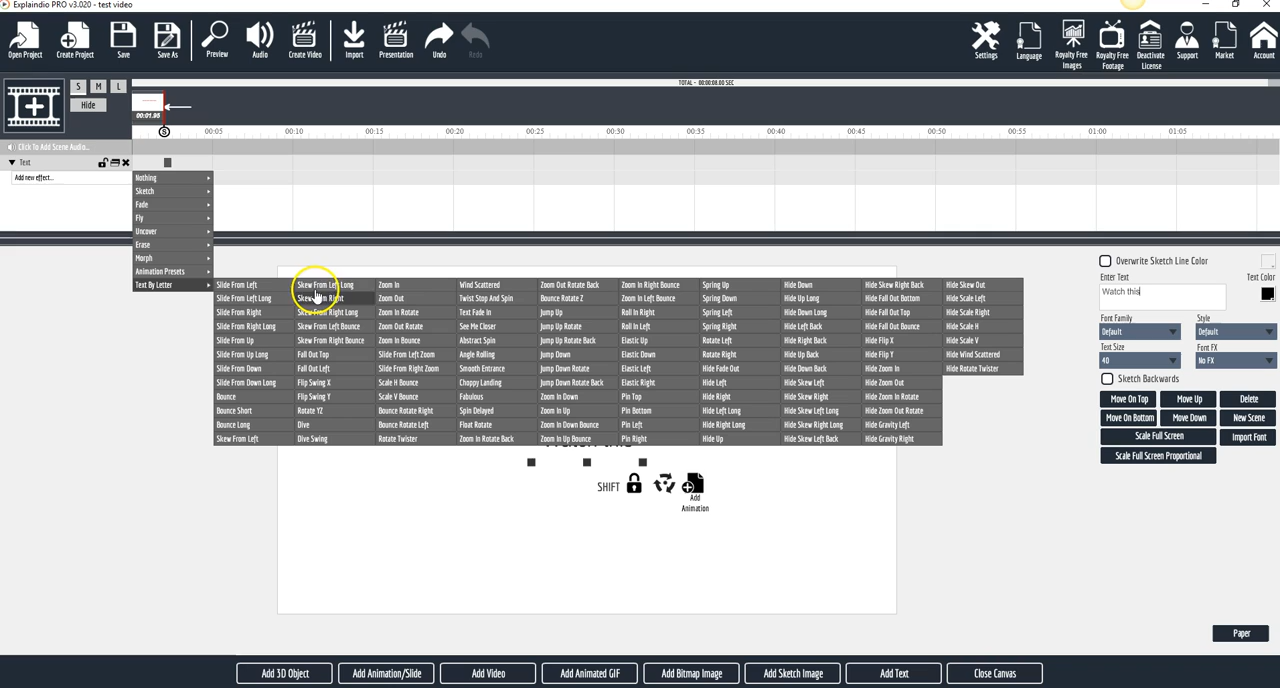 Explaindio PRO v3.020 - test video
Open Project Create Project Save Save As Preview Audio Create Video Import Presentation Undo Redo Settings Language Royalty Free Images Royalty Free Footage Deactivate License Support Market Account
S M L
Hide
TOTAL - 00:00:08.00 SEC
00:01.95
S 00:05 00:10 00:15 00:20 00:25 00:30 00:35 00:40 00:45 00:50 00:55 01:00 01:05
Click To Add Scene Audio...
Text
Add new effect...
Nothing
Sketch
Fade
Fly
Uncover
Erase
Morph
Animation Presets
Text By Letter
Slide From Left Skew From Left Long Zoom In Wind Scattered Zoom Out Rotate Back Zoom In Right Bounce Spring Up Hide Down Hide Skew Right Back Hide Skew Out
Slide From Left Long Skew From Right Zoom Out Twist Stop And Spin Bounce Rotate Z Zoom In Left Bounce Spring Down Hide Up Long Hide Fall Out Bottom Hide Scale Left
Slide From Right Skew From Right Long Zoom In Rotate Text Fade In Jump Up Roll In Right Spring Left Hide Down Long Hide Fall Out Top Hide Scale Right
Slide From Right Long Skew From Left Bounce Zoom Out Rotate See Me Closer Jump Up Rotate Roll In Left Spring Right Hide Left Back Hide Fall Out Bounce Hide Scale H
Slide From Up Skew From Right Bounce Zoom In Bounce Abstract Spin Jump Up Rotate Back Elastic Up Rotate Left Hide Right Back Hide Flip X Hide Scale V
Slide From Up Long Fall Out Top Slide From Left Zoom Angle Rolling Jump Down Elastic Down Rotate Right Hide Up Back Hide Flip Y Hide Wind Scattered
Slide From Down Fall Out Left Slide From Right Zoom Smooth Entrance Jump Down Rotate Elastic Left Hide Fade Out Hide Down Back Hide Zoom In Hide Rotate Twister
Slide From Down Long Flip Swing X Scale H Bounce Choppy Landing Jump Down Rotate Back Elastic Right Hide Left Hide Skew Left Hide Zoom Out
Bounce Flip Swing Y Scale V Bounce Fabulous Zoom In Down Pin Top Hide Right Hide Skew Right Hide Zoom In Rotate
Bounce Short Rotate YZ Bounce Rotate Right Spin Delayed Zoom In Up Pin Bottom Hide Left Long Hide Skew Left Long Hide Zoom Out Rotate
Bounce Long Dive Bounce Rotate Left Float Rotate Zoom In Down Bounce Pin Left Hide Right Long Hide Skew Right Long Hide Gravity Left
Skew From Left Dive Swing Rotate Twister Zoom In Rotate Back Zoom In Up Bounce Pin Right Hide Up Hide Skew Left Back Hide Gravity Right
SHIFT
Add Animation
Overwrite Sketch Line Color
Enter Text Text Color
Watch this
Font Family Style
Default Default
Text Size Font FX
40 No FX
Sketch Backwards
Move On Top Move Up Delete
Move On Bottom Move Down New Scene
Scale Full Screen Import Font
Scale Full Screen Proportional
Paper
Add 3D Object Add Animation/Slide Add Video Add Animated GIF Add Bitmap Image Add Sketch Image Add Text Close Canvas